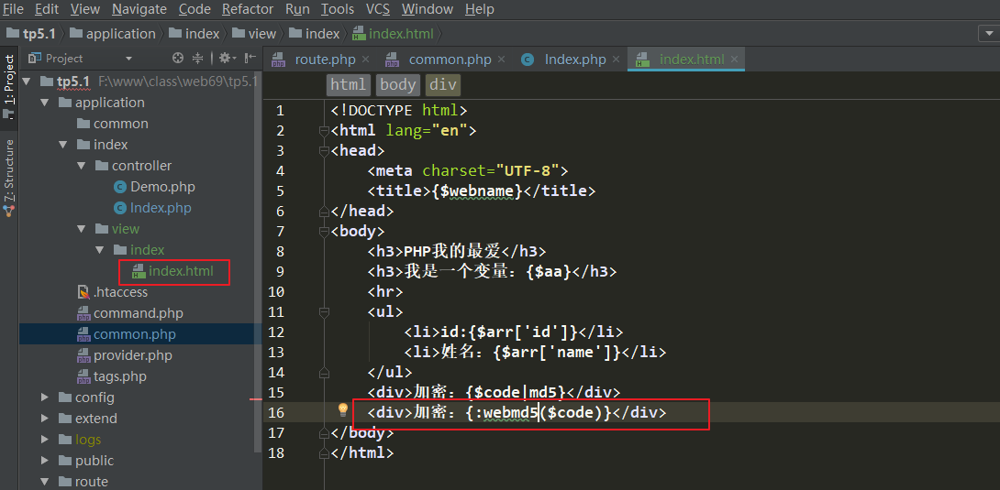 File Edit View Navigate Code Refactor Run Tools VCS Window Help
tp5.1 application index view index index.html
1: Project
Z: Structure
Project
route.php common.php Index.php index.html
html body div
tp5.1 F:\www\class\web69\tp5.1
application
common
index
controller
Demo.php
Index.php
view
index
index.html
.htaccess
command.php
common.php
provider.php
tags.php
config
extend
logs
public
route
1 <!DOCTYPE html>
2 <html lang="en">
3 <head>
4 <meta charset="UTF-8">
5 <title>{$webname}</title>
6 </head>
7 <body>
8 <h3>PHP我的最爱</h3>
9 <h3>我是一个变量：{$aa}</h3>
10 <hr>
11 <ul>
12 <li>id:{$arr['id']}</li>
13 <li>姓名：{$arr['name']}</li>
14 </ul>
15 <div>加密：{$code|md5}</div>
16 <div>加密：{:webmd5($code)}</div>
17 </body>
18 </html>